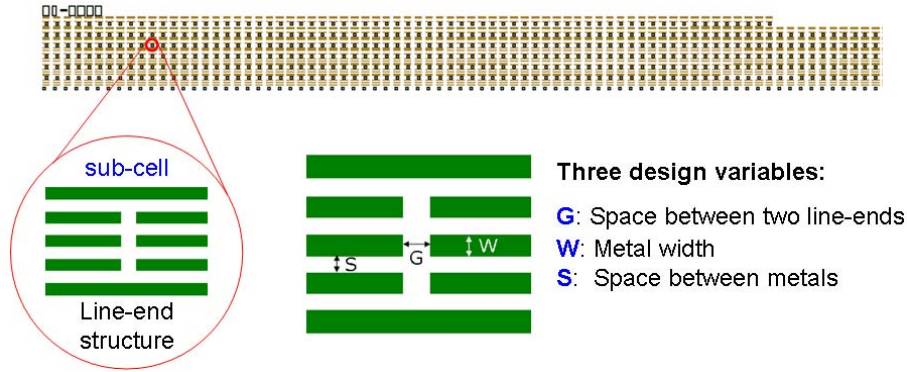 sub-cell
Line-end
structure
S
G
W
Three design variables:
G: Space between two line-ends
W: Metal width
S: Space between metals